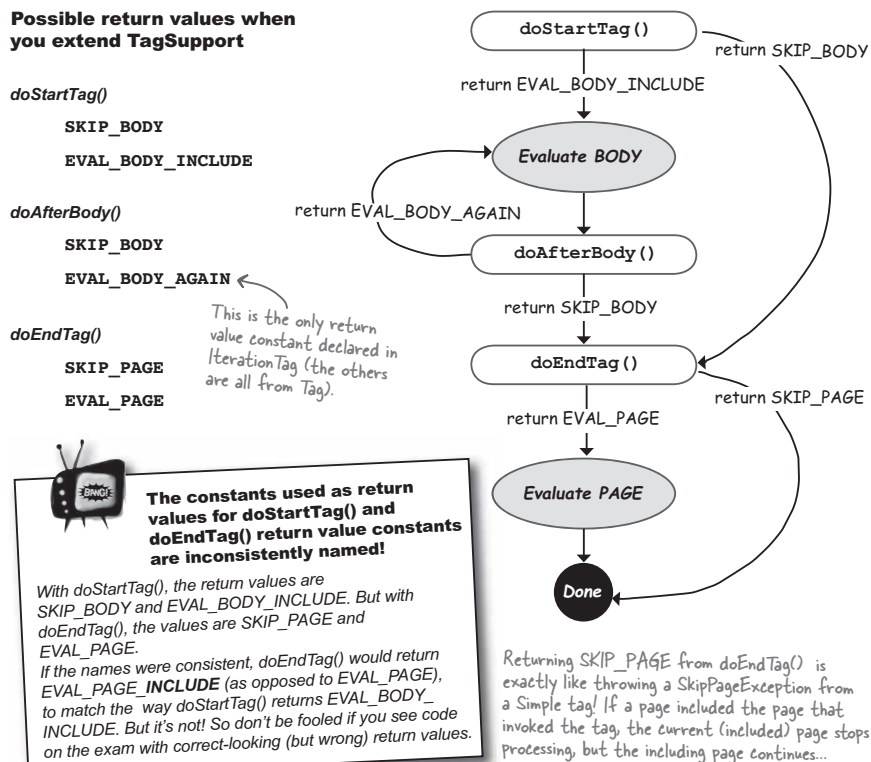 Possible return values when
you extend TagSupport
doStartTag()
SKIP_BODY
EVAL_BODY_INCLUDE
doAfterBody()
SKIP_BODY
EVAL_BODY_AGAIN
This is the only return
value constant declared in
IterationTag (the others
are all from Tag).
doEndTag()
SKIP_PAGE
EVAL_PAGE
doStartTag()
return SKIP_BODY
return EVAL_BODY_INCLUDE
Evaluate BODY
return EVAL_BODY_AGAIN
doAfterBody()
return SKIP_BODY
doEndTag()
return SKIP_PAGE
return EVAL_PAGE
Evaluate PAGE
Done
BANG!
The constants used as return
values for doStartTag() and
doEndTag() return value constants
are inconsistently named!
With doStartTag(), the return values are
SKIP_BODY and EVAL_BODY_INCLUDE. But with
doEndTag(), the values are SKIP_PAGE and
EVAL_PAGE.
If the names were consistent, doEndTag() would return
EVAL_PAGE_INCLUDE (as opposed to EVAL_PAGE),
to match the way doStartTag() returns EVAL_BODY_
INCLUDE. But it's not! So don't be fooled if you see code
on the exam with correct-looking (but wrong) return values.
Returning SKIP_PAGE from doEndTag() is
exactly like throwing a SkipPageException from
a Simple tag! If a page included the page that
invoked the tag, the current (included) page stops
processing, but the including page continues...